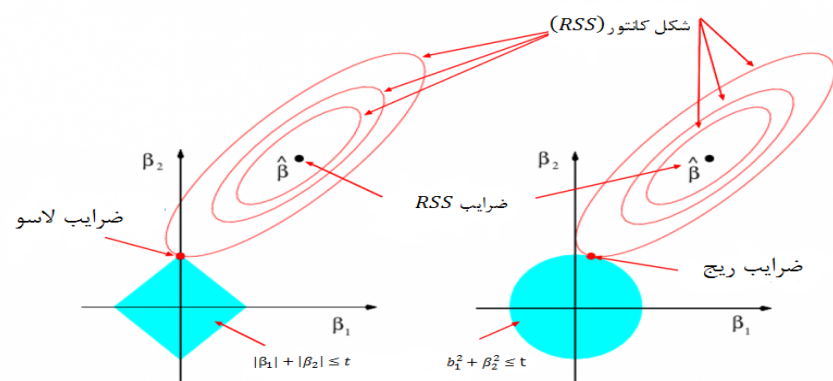 شکل کانتور (RSS)
β₂
β₂
β̂
β̂
ضرایب RSS
ضرایب لاسو
ضرایب ریج
β₁
β₁
|β₁| + |β₂| ≤ t
b₁² + β₂² ≤ t